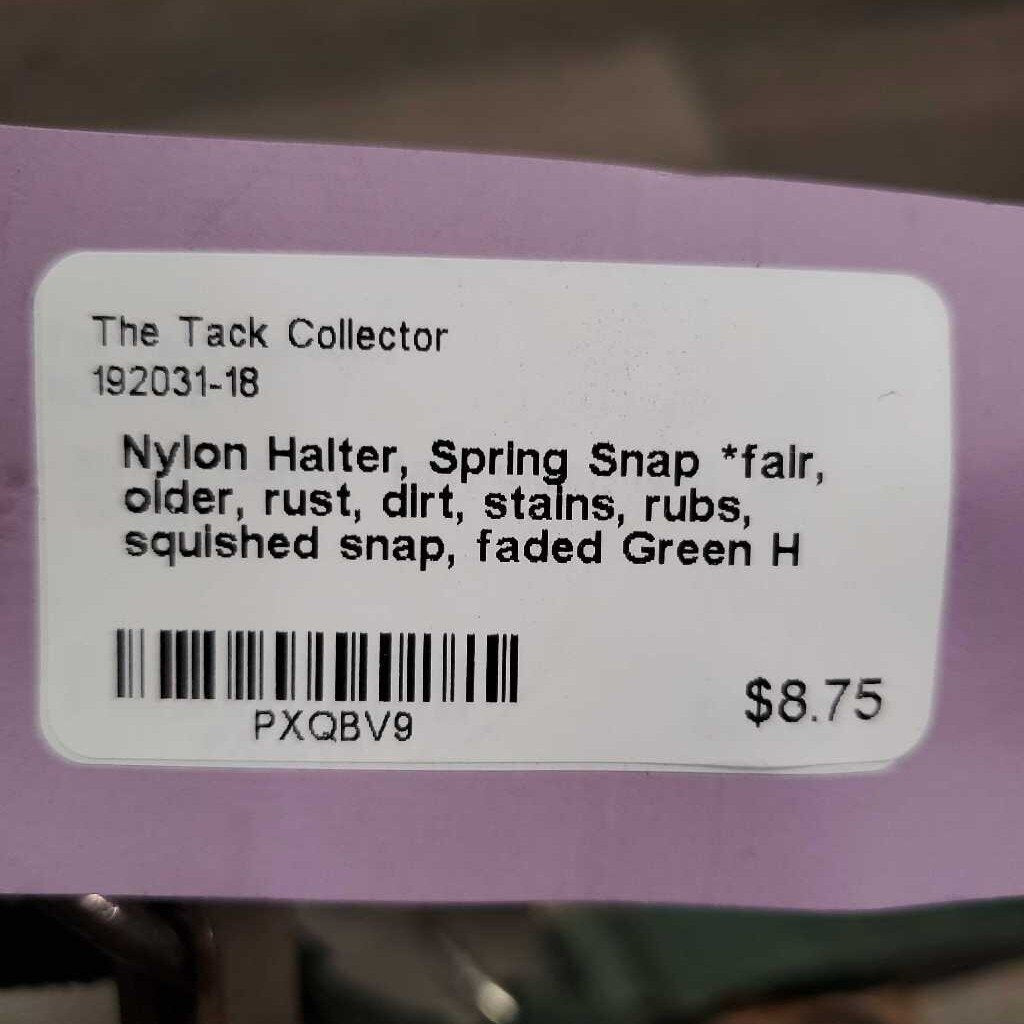 The Tack Collector
192031-18
Nylon Halter, Spring Snap *fair,
older, rust, dirt, stains, rubs,
squished snap, faded Green H
PXQBV9
$8.75